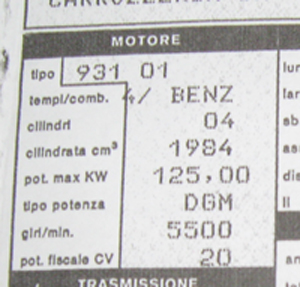 CARROZZERIA
MOTORE
tipo 931 01
tempi/comb. 4/ BENZ
cilindri 04
cilindrata cm³ 1984
pot. max KW 125,00
tipo potenza DGM
giri/min. 5500
pot. fiscale CV 20
TRASMISSIONE